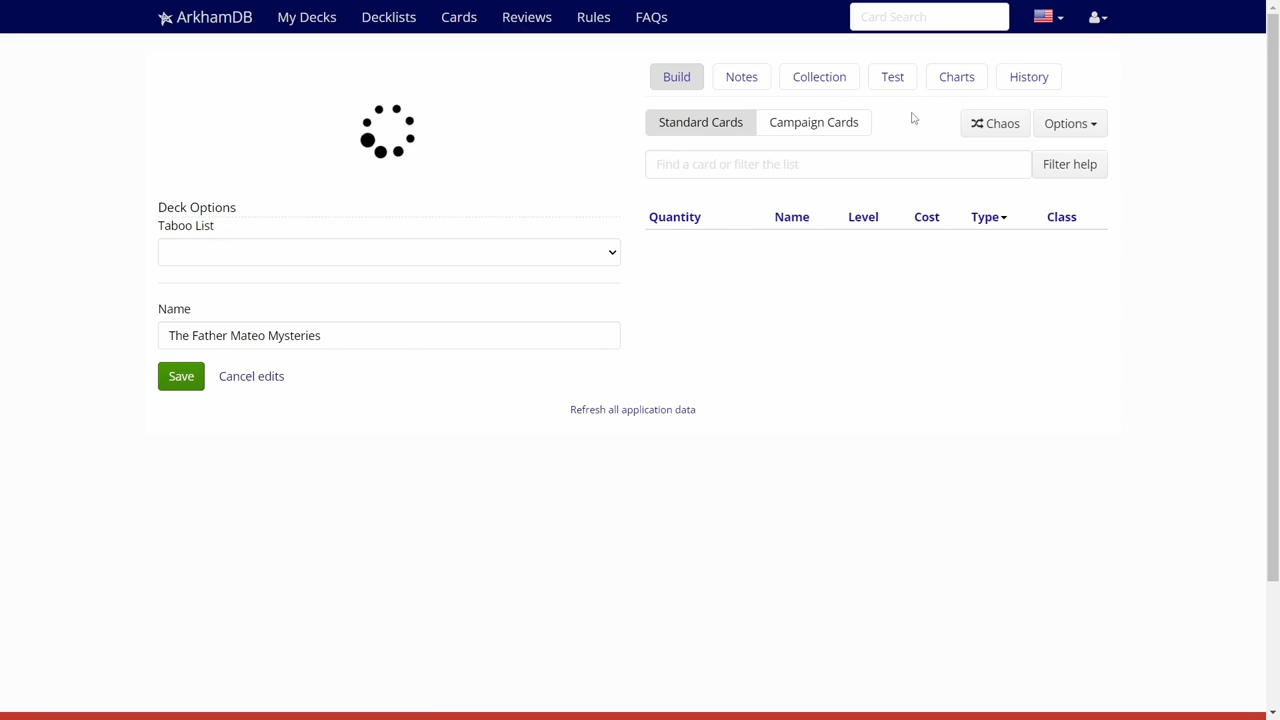 ArkhamDB My Decks Decklists Cards Reviews Rules FAQs Card Search
Build Notes Collection Test Charts History
Standard Cards Campaign Cards Chaos Options
Find a card or filter the list Filter help
Quantity Name Level Cost Type Class
Deck Options
Taboo List
Name
The Father Mateo Mysteries
Save Cancel edits
Refresh all application data